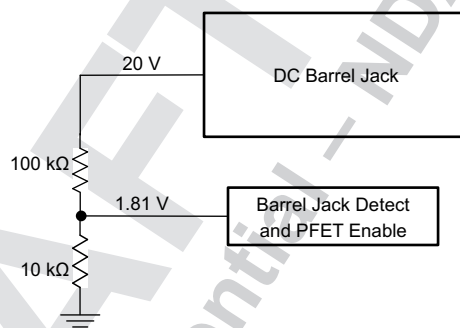 20 V
DC Barrel Jack
100 kΩ
1.81 V
Barrel Jack Detect
and PFET Enable
10 kΩ